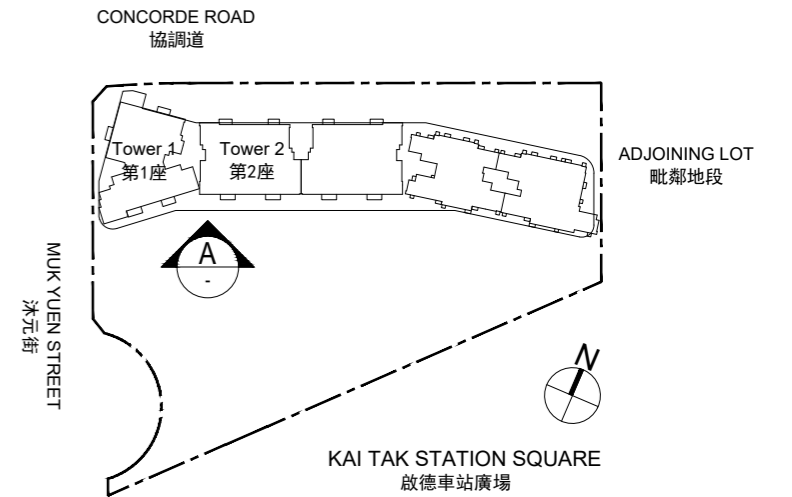 CONCORDE ROAD
協調道
Tower 1
第1座
Tower 2
第2座
ADJOINING LOT
毗鄰地段
A
-
MUK YUEN STREET
沐元街
N
KAI TAK STATION SQUARE
啟德車站廣場